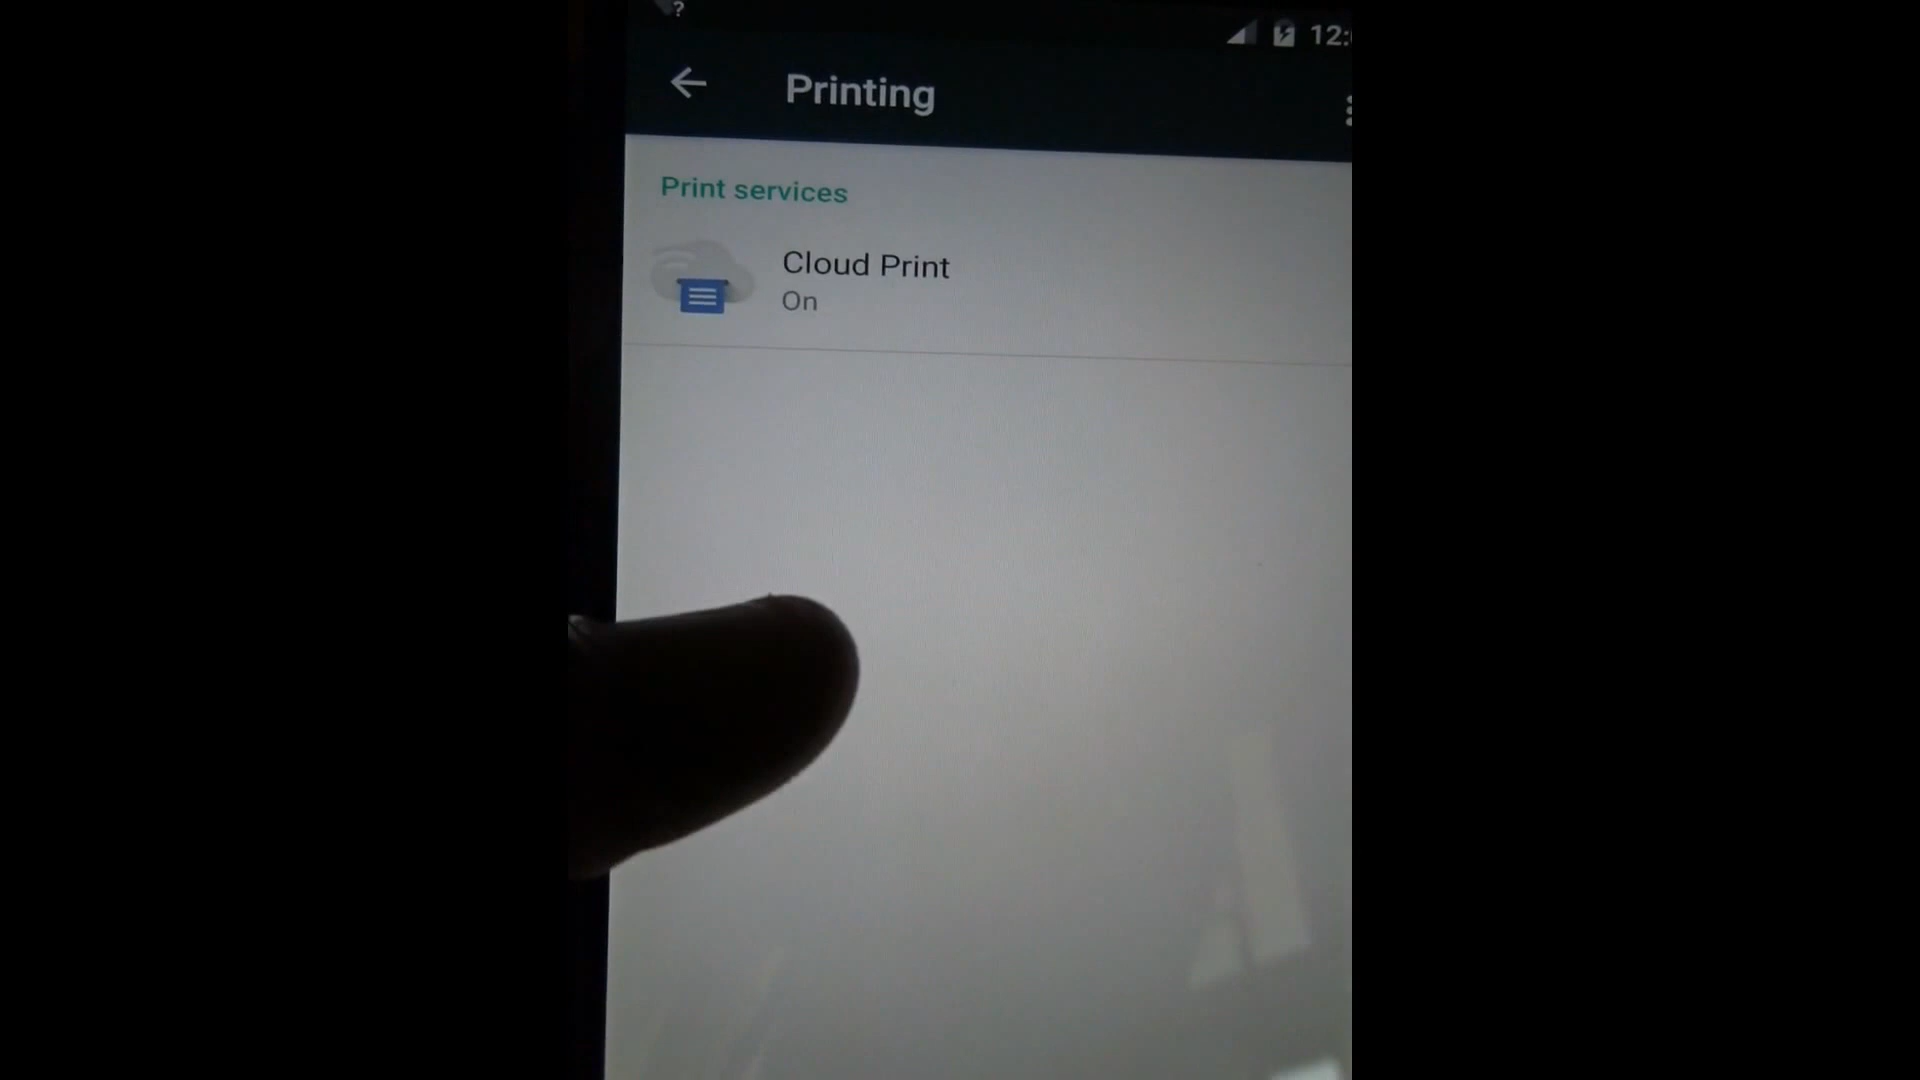 ?
12:
Printing
Print services
Cloud Print
On